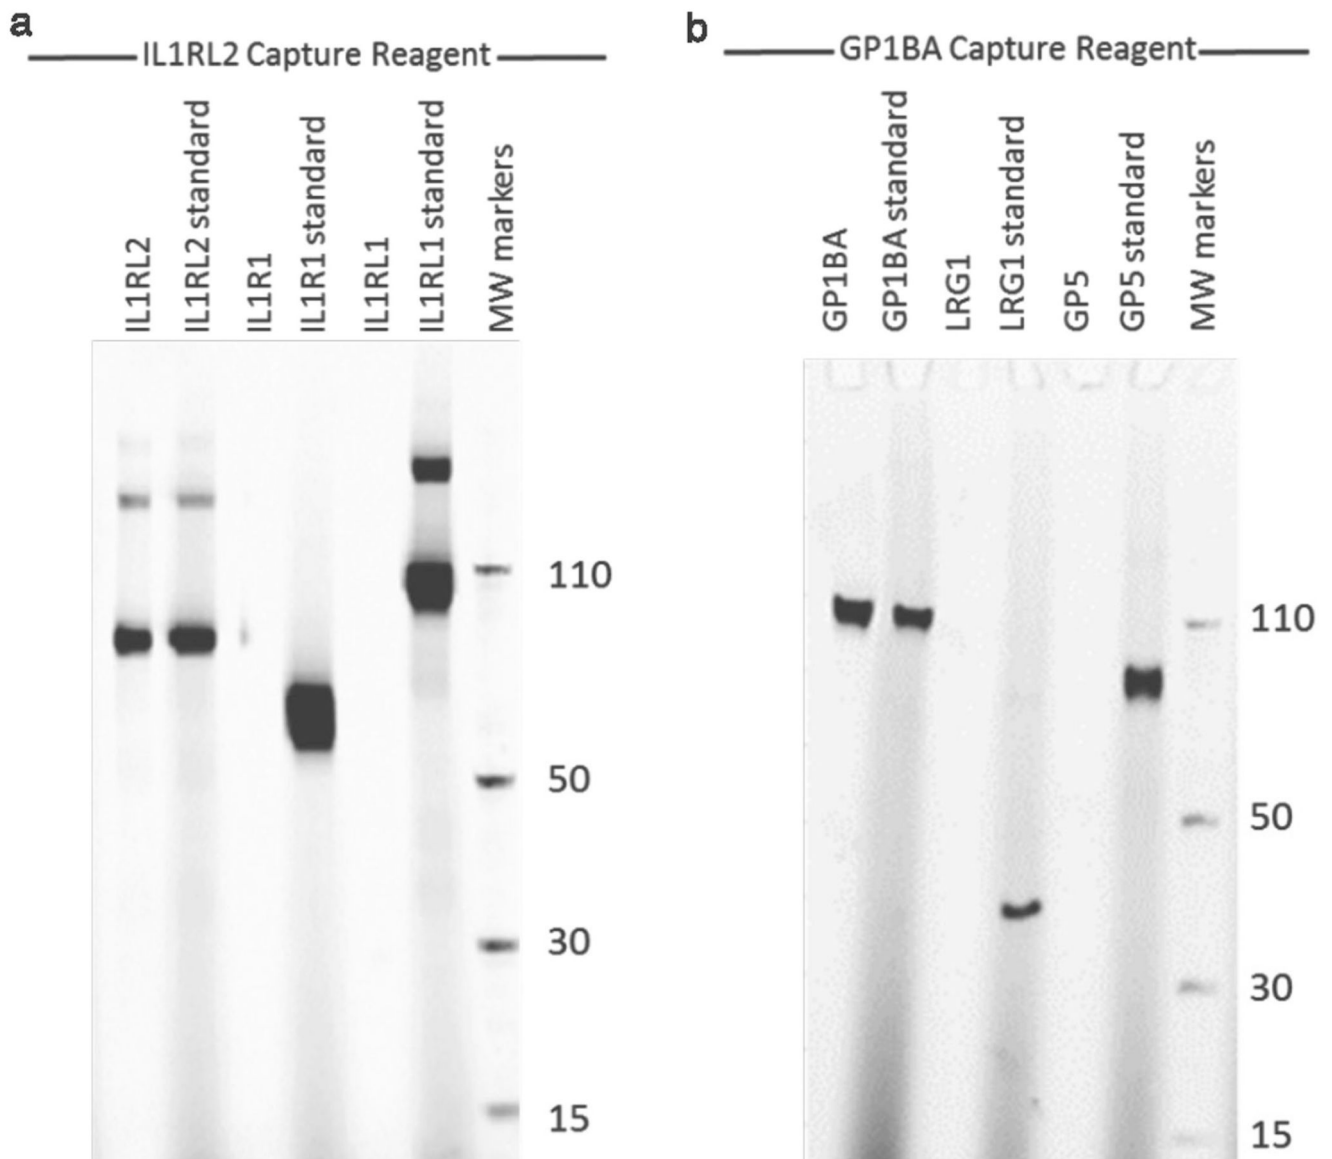 a
IL1RL2 Capture Reagent
IL1RL2
IL1RL2 standard
IL1R1
IL1R1 standard
IL1RL1
IL1RL1 standard
MW markers
110
50
30
15
b
GP1BA Capture Reagent
GP1BA
GP1BA standard
LRG1
LRG1 standard
GP5
GP5 standard
MW markers
110
50
30
15